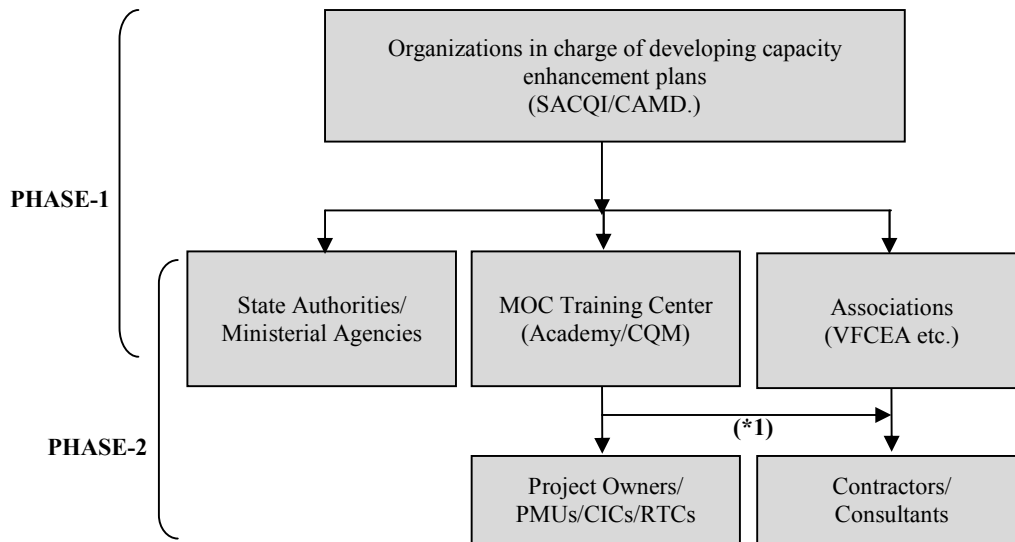 Organizations in charge of developing capacity
enhancement plans
(SACQI/CAMD.)
PHASE-1
State Authorities/
Ministerial Agencies
MOC Training Center
(Academy/CQM)
Associations
(VFCEA etc.)
PHASE-2
(*1)
Project Owners/
PMUs/CICs/RTCs
Contractors/
Consultants